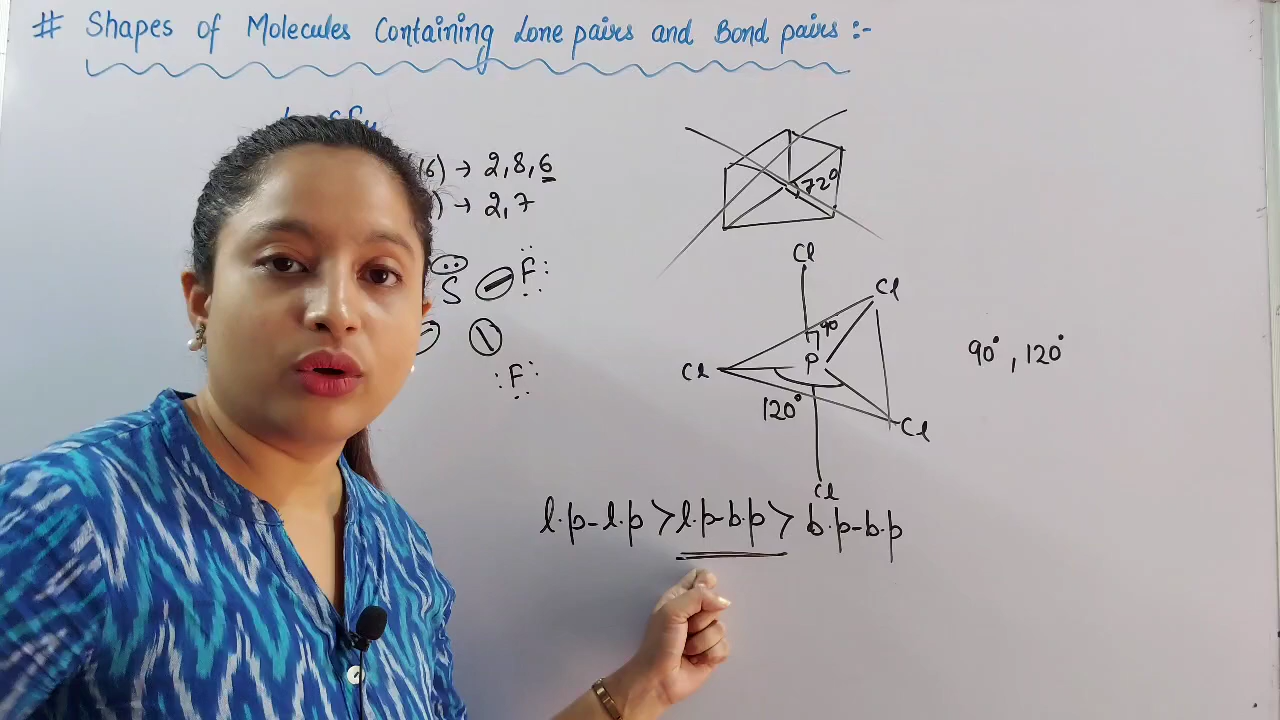 # Shapes of Molecules Containing Lone pairs and Bond pairs :-
16) → 2,8,6
) → 2,7
S F
F
72°
Cl
Cl
90
Cl P
90°, 120°
120°
Cl
Cl
l.p-l.p > l.p-b.p > b.p-b.p